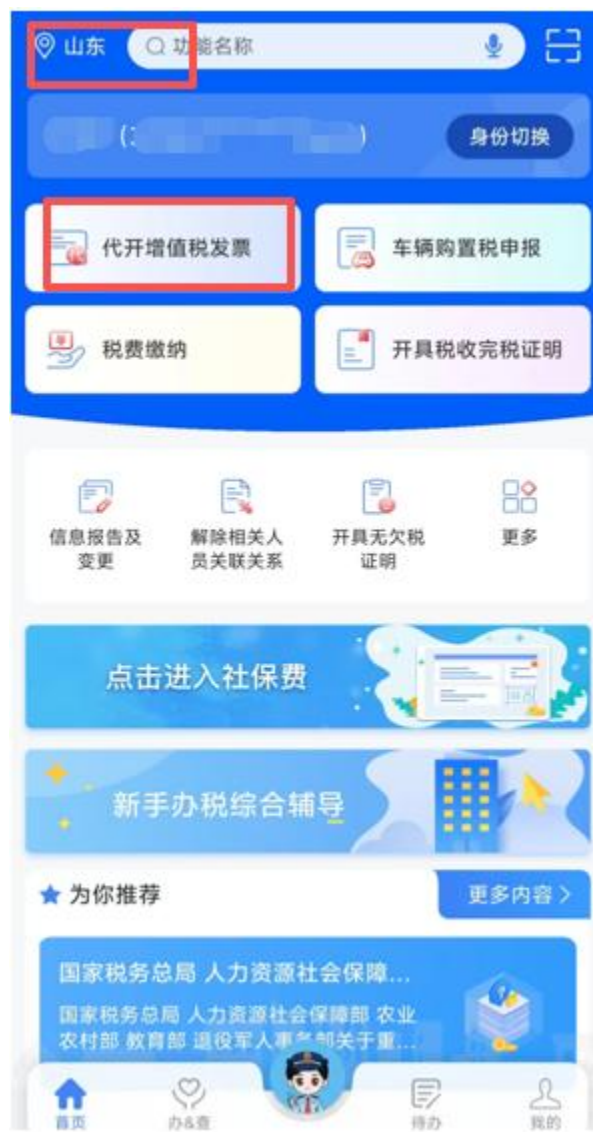 山东
功能名称
身份切换
代开增值税发票
车辆购置税申报
税费缴纳
开具税收完税证明
信息报告及
变更
解除相关人
员关联关系
开具无欠税
证明
更多
点击进入社保费
新手办税综合辅导
为你推荐
更多内容
国家税务总局 人力资源社会保障...
国家税务总局 人力资源社会保障部 农业
农村部 教育部 退役军人事务部关于重...
首页
办&查
待办
我的